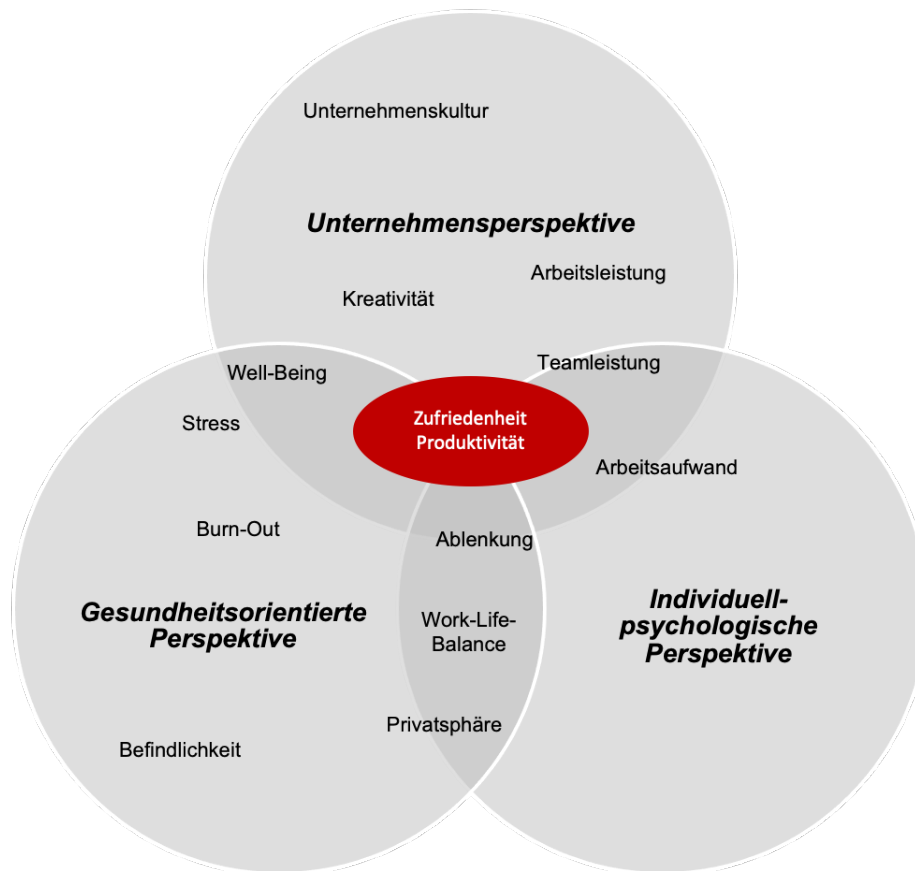 Unternehmenskultur
Unternehmensperspektive
Arbeitsleistung
Kreativität
Teamleistung
Well-Being
Zufriedenheit
Produktivität
Stress
Arbeitsaufwand
Burn-Out
Ablenkung
Gesundheitsorientierte
Perspektive
Work-Life-
Balance
Individuell-
psychologische
Perspektive
Privatsphäre
Befindlichkeit